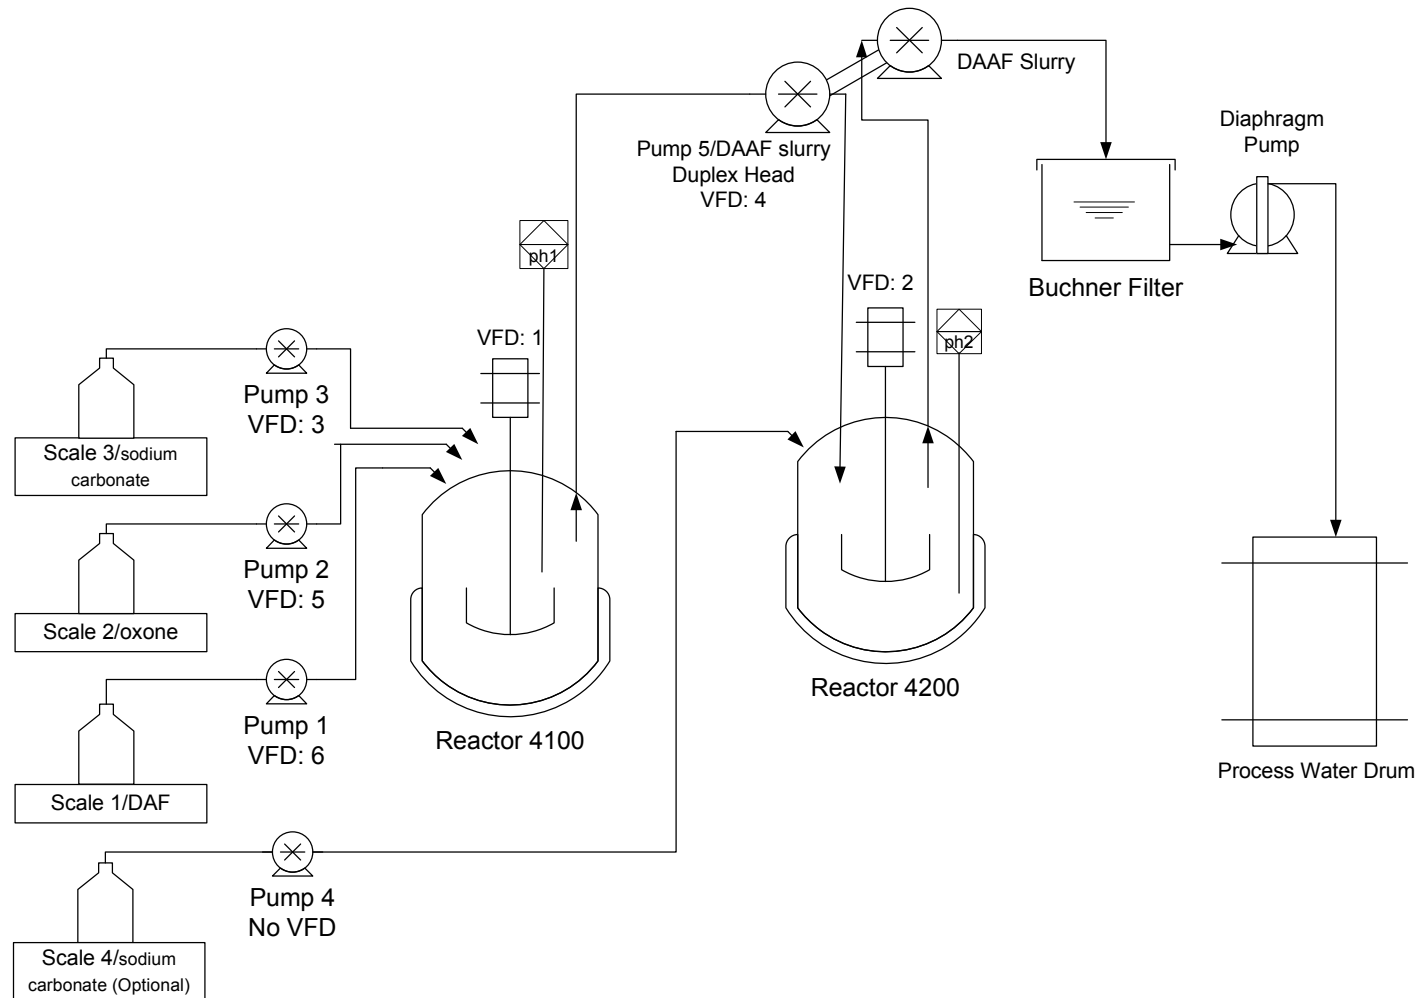 DAAF Slurry
Pump 5/DAAF slurry
Duplex Head
VFD: 4
Diaphragm
Pump
ph1
VFD: 2
Buchner Filter
ph2
VFD: 1
Pump 3
VFD: 3
Scale 3/sodium
carbonate
Pump 2
VFD: 5
Scale 2/oxone
Reactor 4200
Pump 1
VFD: 6
Reactor 4100
Scale 1/DAF
Process Water Drum
Pump 4
No VFD
Scale 4/sodium
carbonate (Optional)